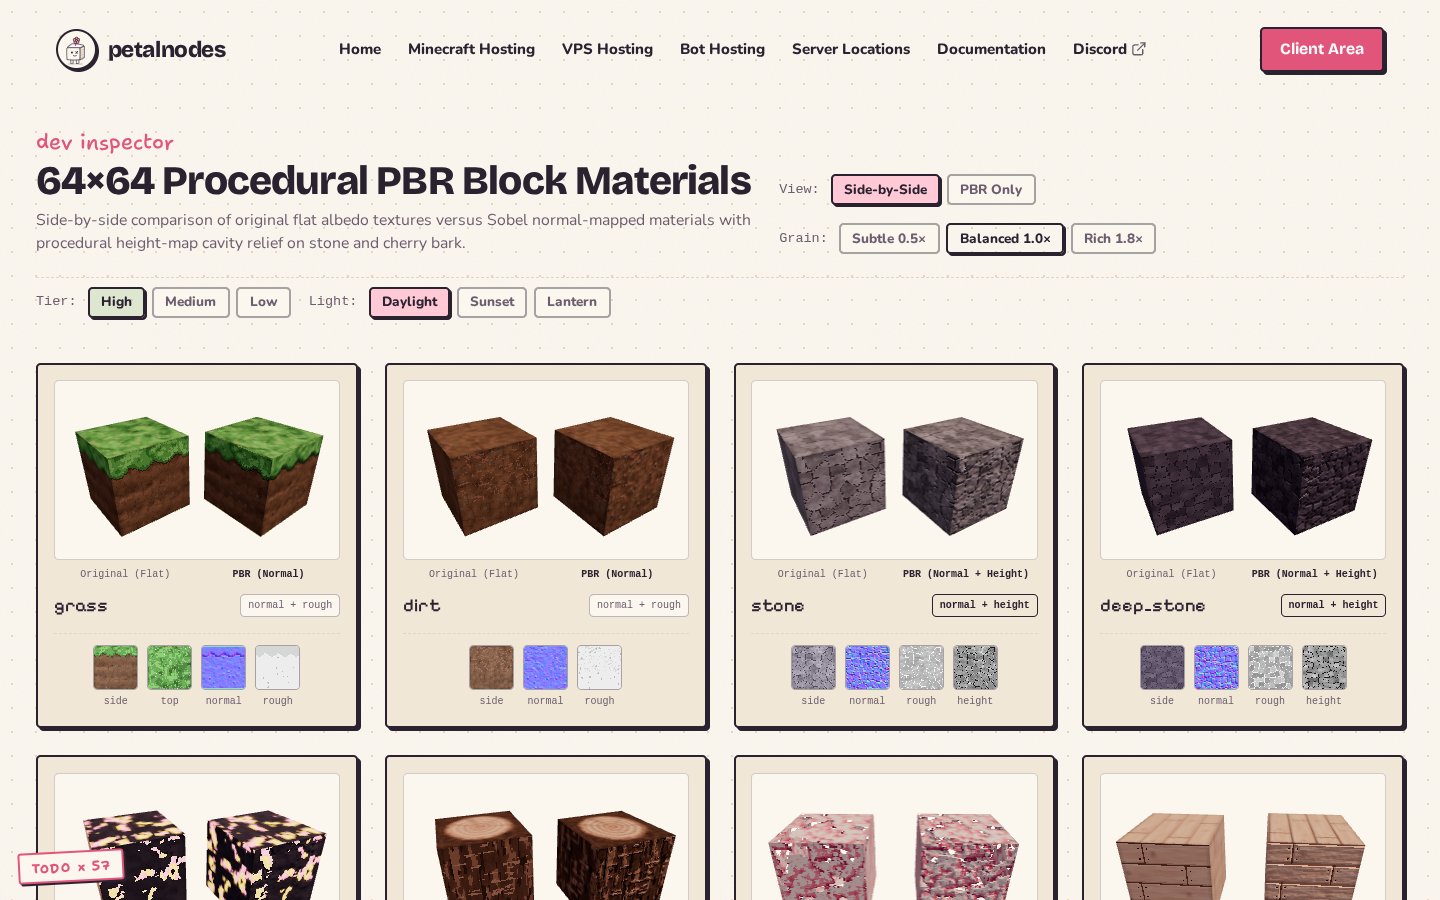 petalnodes
Home
Minecraft Hosting
VPS Hosting
Bot Hosting
Server Locations
Documentation
Discord
Client Area
dev inspector
64×64 Procedural PBR Block Materials
Side-by-side comparison of original flat albedo textures versus Sobel normal-mapped materials with
procedural height-map cavity relief on stone and cherry bark.
View: Side-by-Side PBR Only
Grain: Subtle 0.5× Balanced 1.0× Rich 1.8×
Tier: High Medium Low Light: Daylight Sunset Lantern
Original (Flat) PBR (Normal)
grass normal + rough
side top normal rough
Original (Flat) PBR (Normal)
dirt normal + rough
side normal rough
Original (Flat) PBR (Normal + Height)
stone normal + height
side normal rough height
Original (Flat) PBR (Normal + Height)
deep_stone normal + height
side normal rough height
TODO x 57